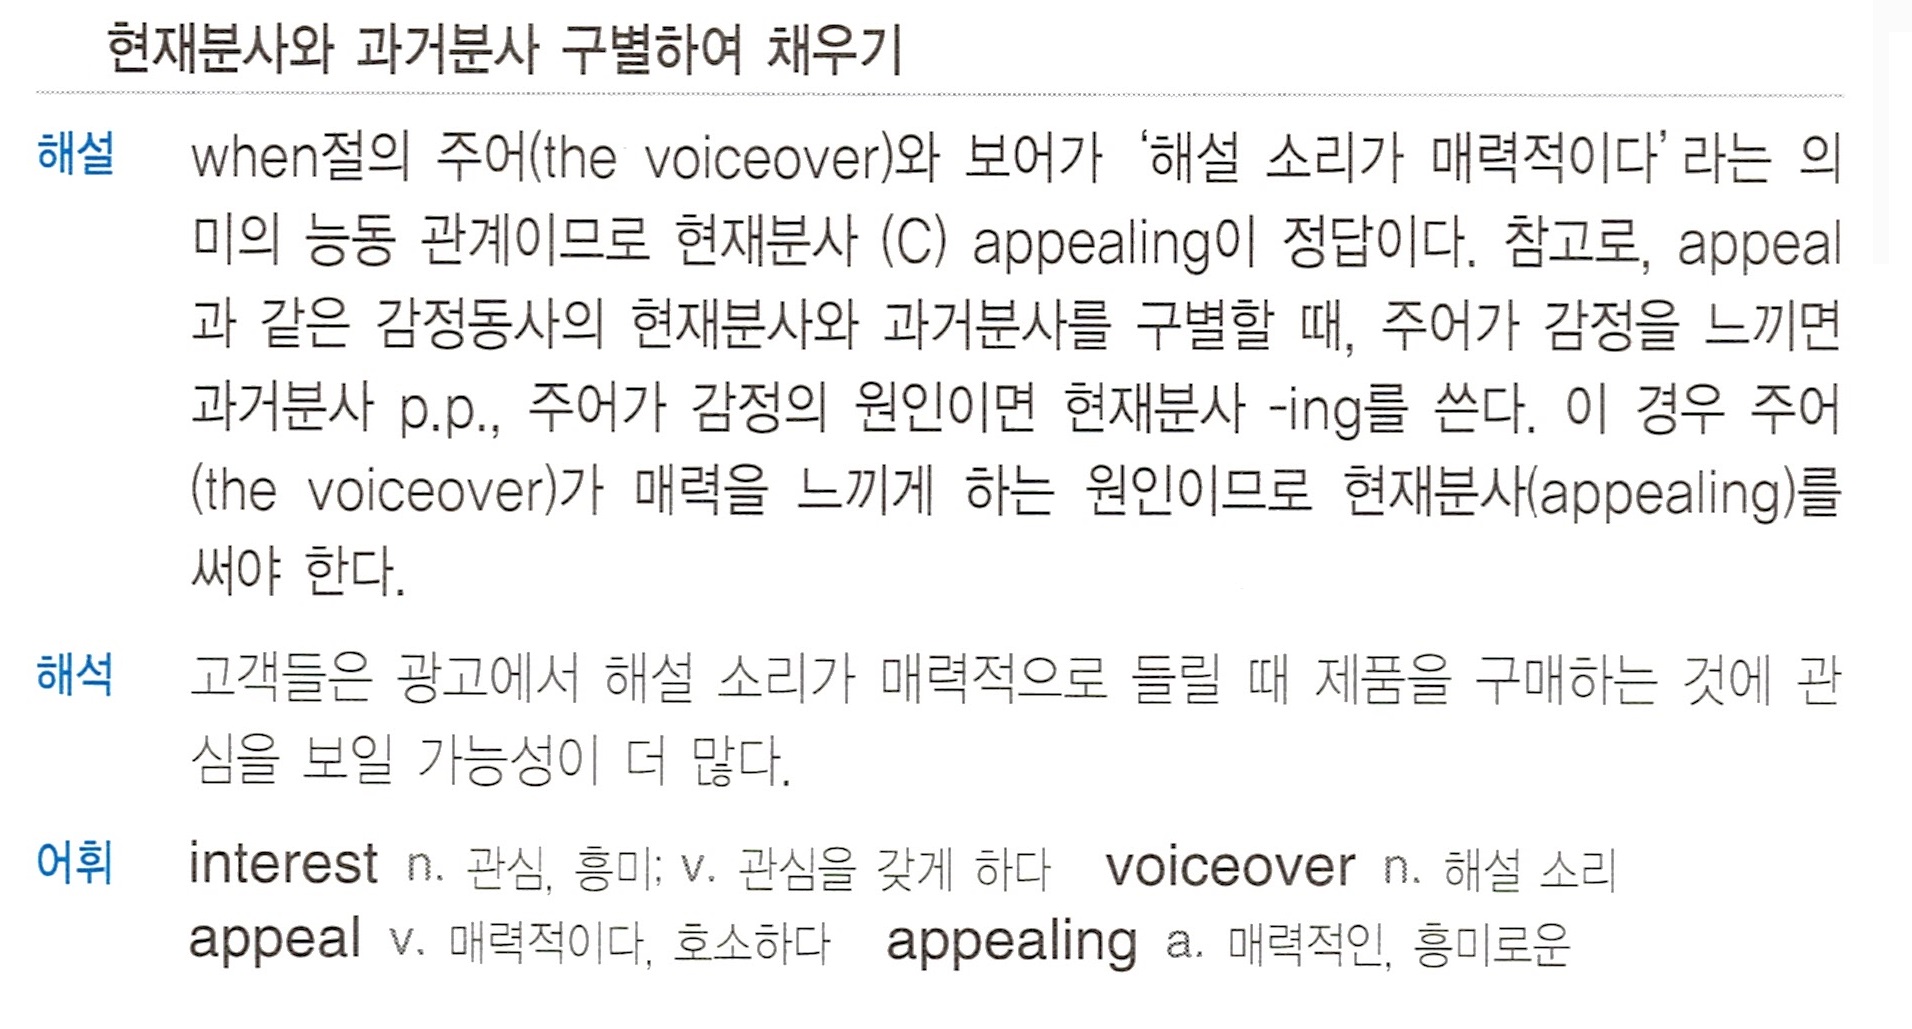 현재분사와 과거분사 구별하여 채우기
해설 when절의 주어(the voiceover)와 보어가 ‘해설 소리가 매력적이다’라는 의
미의 능동 관계이므로 현재분사 (C) appealing이 정답이다. 참고로, appeal
과 같은 감정동사의 현재분사와 과거분사를 구별할 때, 주어가 감정을 느끼면
과거분사 p.p., 주어가 감정의 원인이면 현재분사 -ing를 쓴다. 이 경우 주어
(the voiceover)가 매력을 느끼게 하는 원인이므로 현재분사(appealing)를
써야 한다.
해석 고객들은 광고에서 해설 소리가 매력적으로 들릴 때 제품을 구매하는 것에 관
심을 보일 가능성이 더 많다.
어휘 interest n. 관심, 흥미; v. 관심을 갖게 하다 voiceover n. 해설 소리
appeal v. 매력적이다, 호소하다 appealing a. 매력적인, 흥미로운